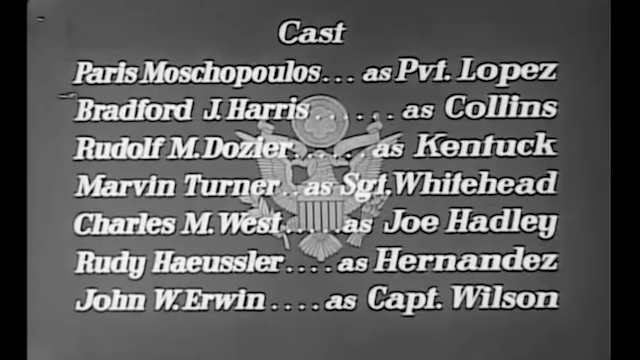 Cast
Paris Moschopoulos... as Pvt. Lopez
Bradford J. Harris...... as Collins
Rudolf M. Dozier...... as Kentuck
Marvin Turner.. as Sgt. Whitehead
Charles M. West..... as Joe Hadley
Rudy Haeussler.... as Hernandez
John W. Erwin.... as Capt. Wilson